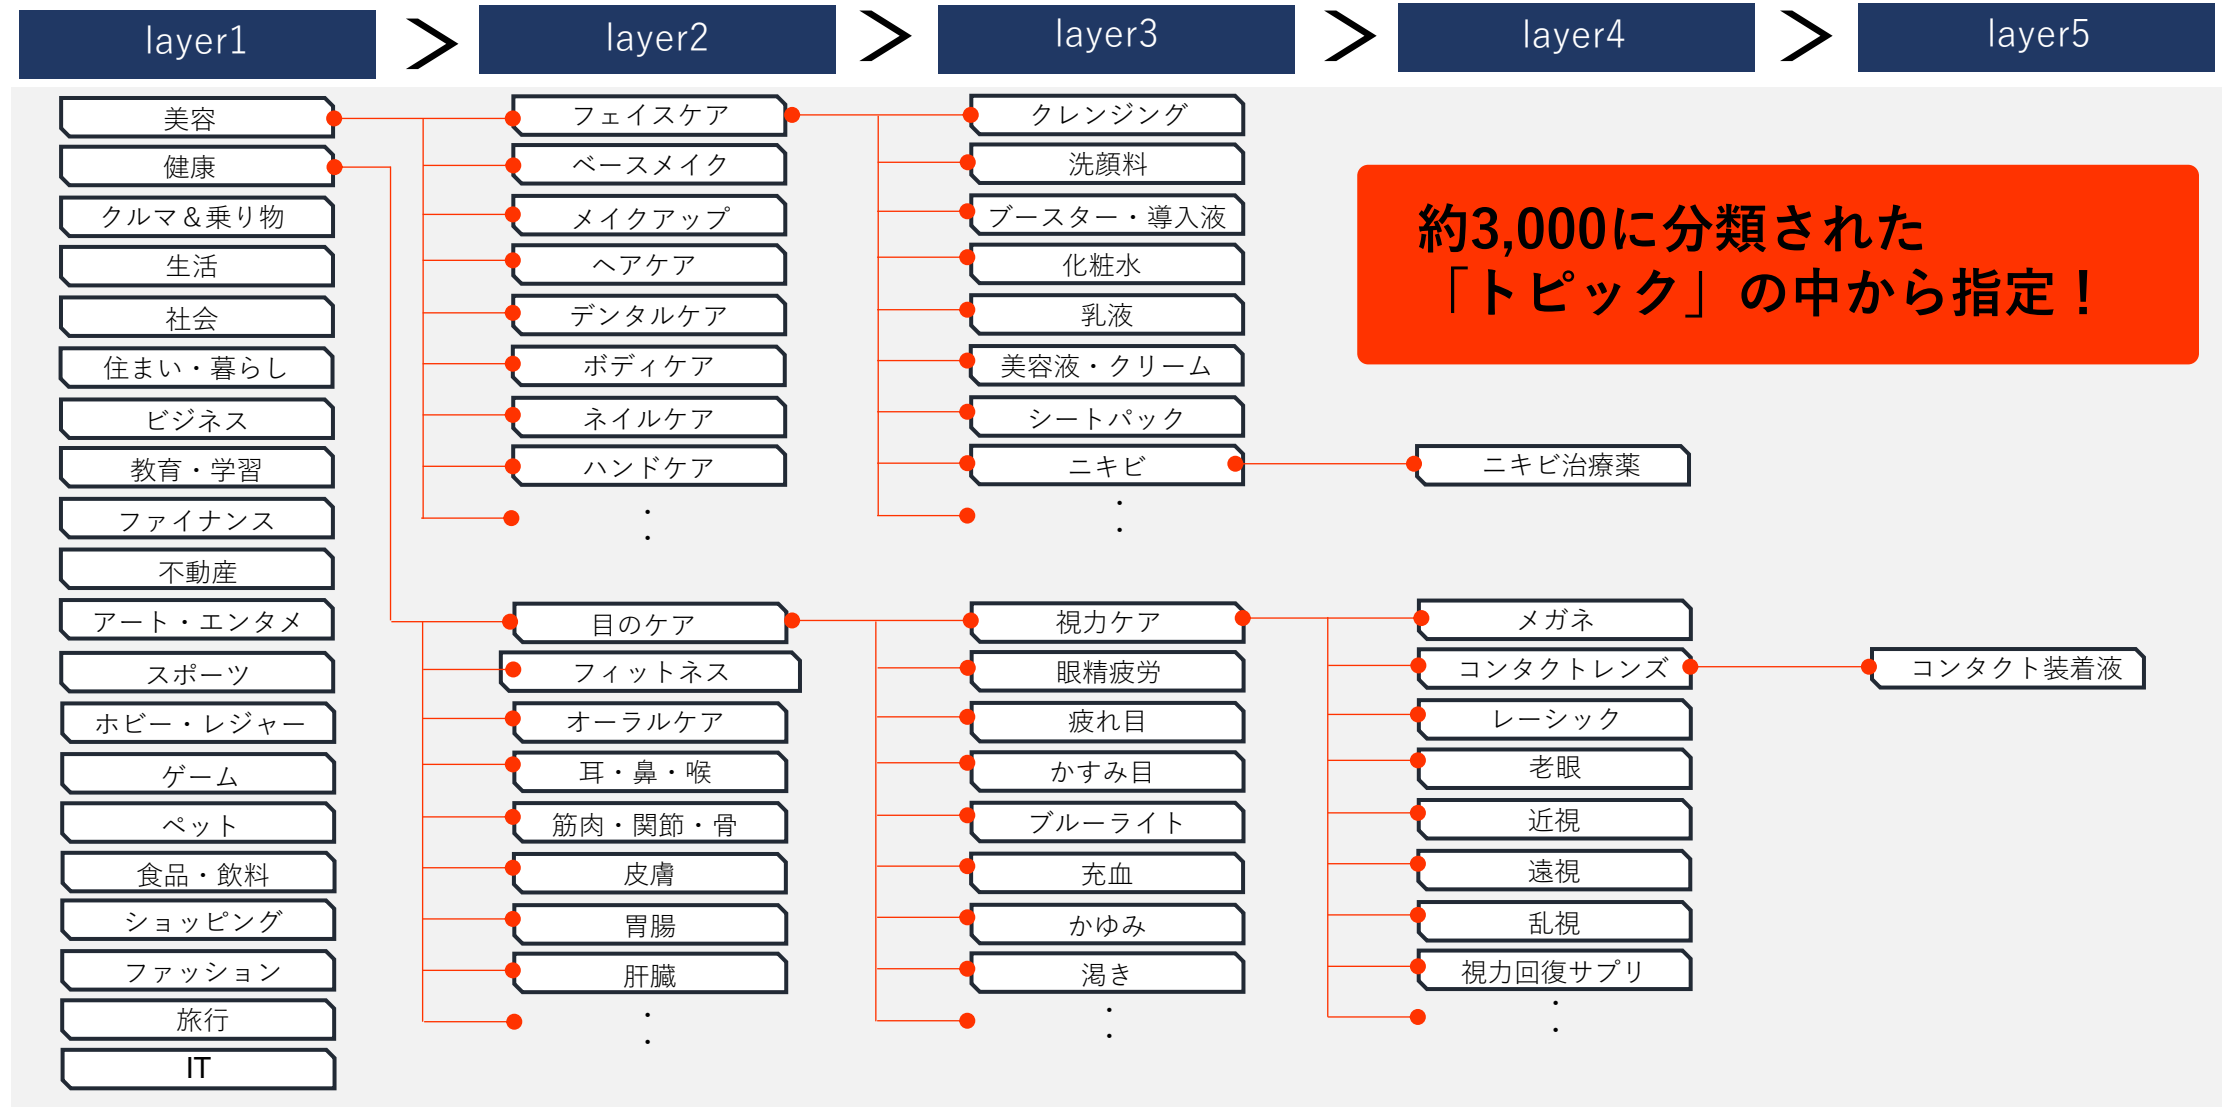 layer1
layer2
layer3
layer4
layer5
美容
健康
クルマ＆乗り物
生活
社会
住まい・暮らし
ビジネス
教育・学習
ファイナンス
不動産
アート・エンタメ
スポーツ
ホビー・レジャー
ゲーム
ペット
食品・飲料
ショッピング
ファッション
旅行
IT
フェイスケア
ベースメイク
メイクアップ
ヘアケア
デンタルケア
ボディケア
ネイルケア
ハンドケア
目のケア
フィットネス
オーラルケア
耳・鼻・喉
筋肉・関節・骨
皮膚
胃腸
肝臓
クレンジング
洗顔料
ブースター・導入液
化粧水
乳液
美容液・クリーム
シートパック
ニキビ
視力ケア
眼精疲労
疲れ目
かすみ目
ブルーライト
充血
かゆみ
渇き
約3,000に分類された
「トピック」の中から指定！
ニキビ治療薬
メガネ
コンタクトレンズ
レーシック
老眼
近視
遠視
乱視
視力回復サプリ
コンタクト装着液